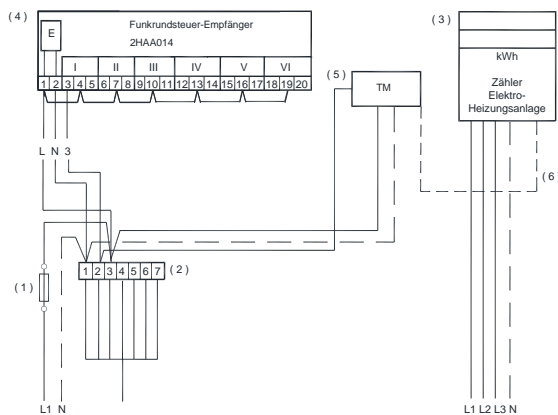 ( 4 )
Funkrundsteuer-Empfänger
2HAA014
E
I II III IV V VI
1 2 3 4 5 6 7 8 9 10 11 12 13 14 15 16 17 18 19 20
L N 3
( 5 )
TM
( 3 )
kWh
Zähler
Elektro-
Heizungsanlage
( 6 )
1 2 3 4 5 6 7
( 2 )
( 1 )
L1 N
L1 L2 L3 N